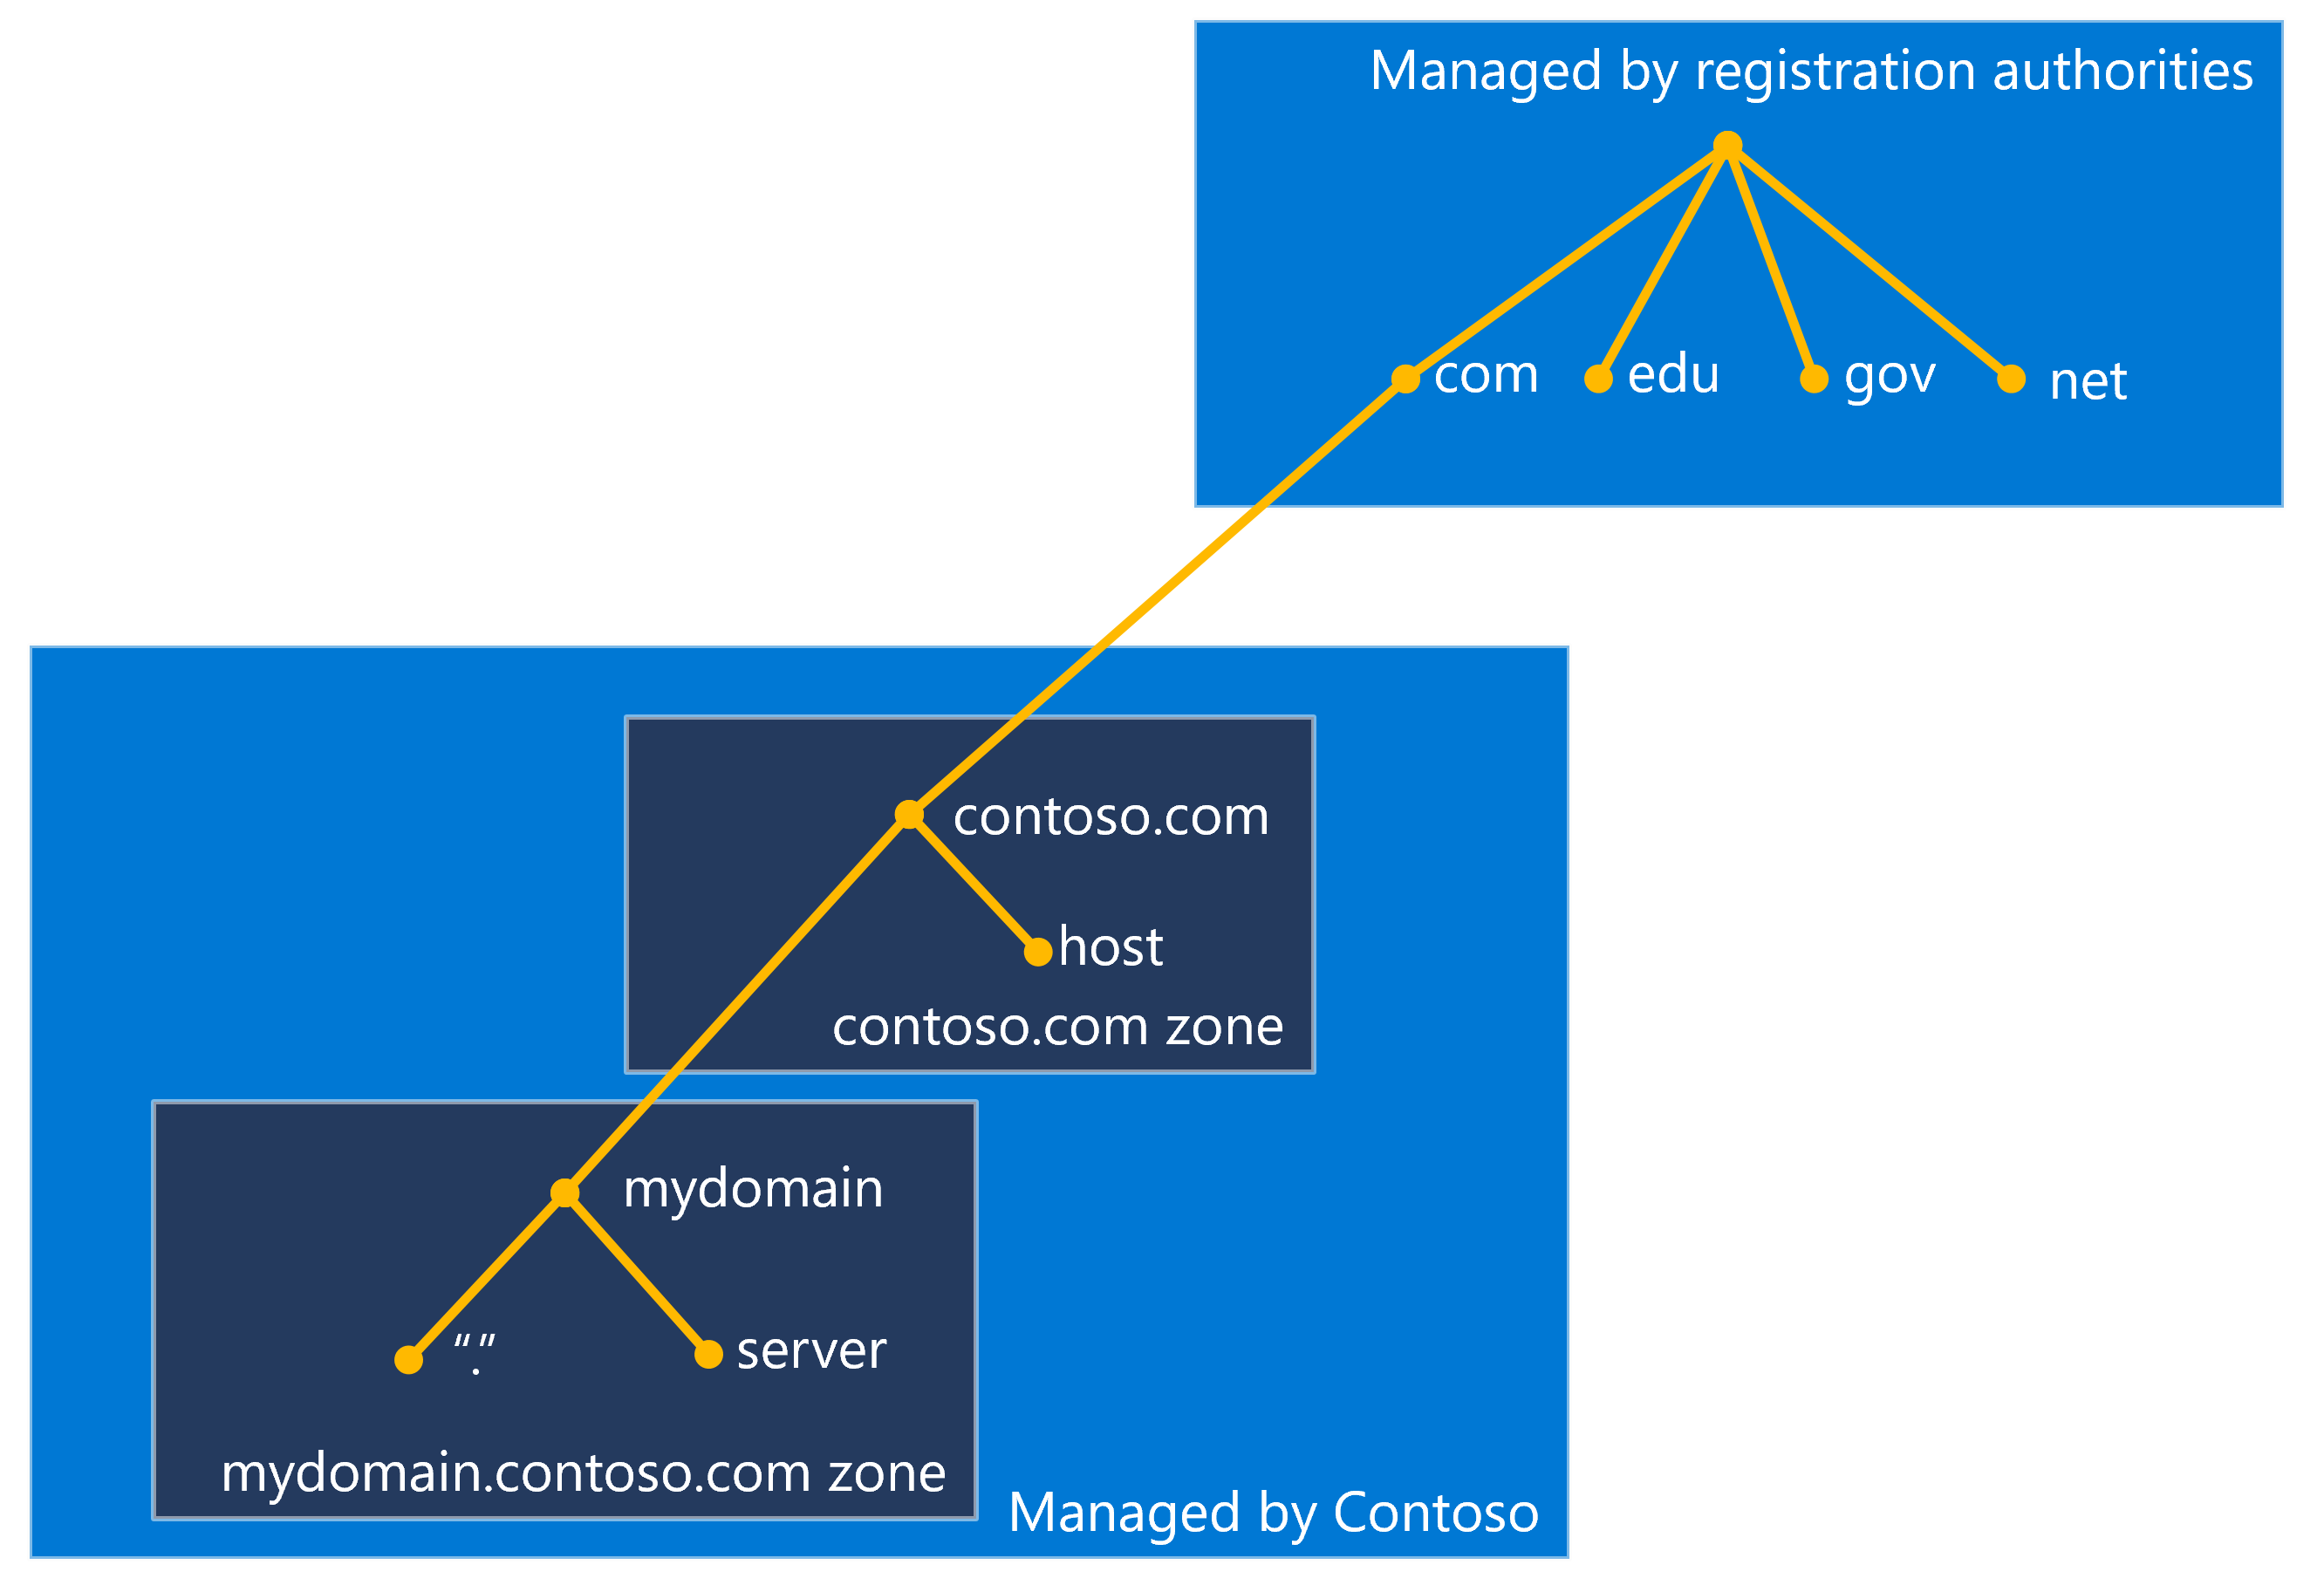 Managed by registration authorities
com edu gov net
contoso.com
host
contoso.com zone
mydomain
“.“ server
mydomain.contoso.com zone
Managed by Contoso